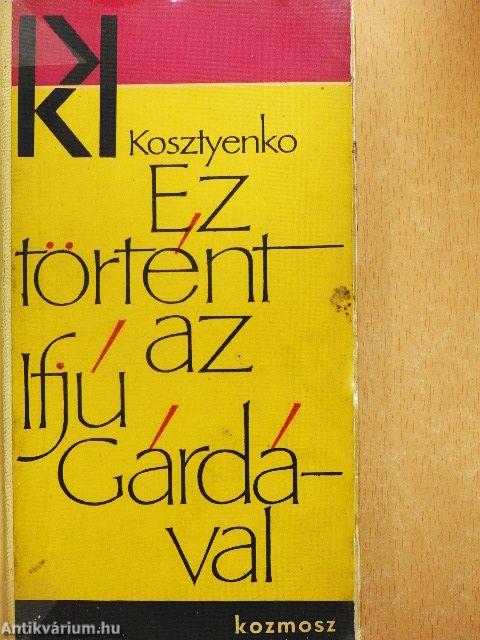 Kosztyenko
Ez
történt
az
Ifjú
Gárdá-
val
kozmosz
Antikvárium.hu